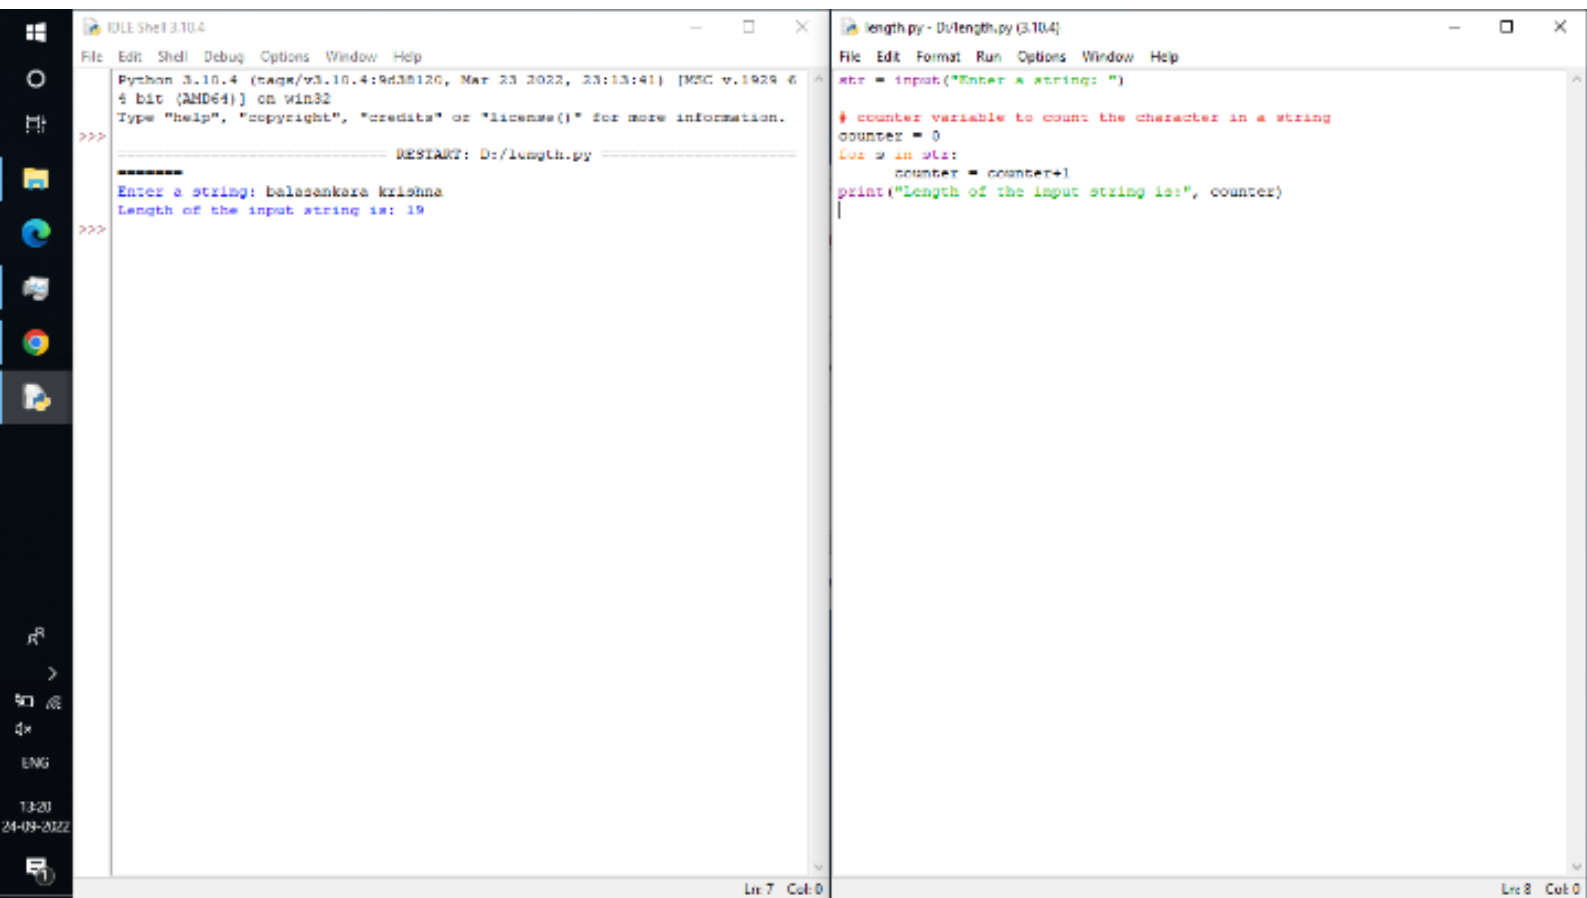 IDLE Shell 3.10.4
File Edit Shell Debug Options Window Help
Python 3.10.4 (tags/v3.10.4:9d38120, Mar 23 2022, 23:13:41) [MSC v.1929 6
4 bit (AMD64)] on win32
Type "help", "copyright", "credits" or "license()" for more information.
>>>
============================= RESTART: D:/length.py =====================
=======
Enter a string: balasankara krishna
Length of the input string is: 19
>>>
Ln: 7 Col: 0
length.py - D:/length.py (3.10.4)
File Edit Format Run Options Window Help
str = input("Enter a string: ")
# counter variable to count the character in a string
counter = 0
for s in str:
      counter = counter+1
print("Length of the input string is:", counter)
Ln: 8 Col: 0
ENG
13:20
24-09-2022
1